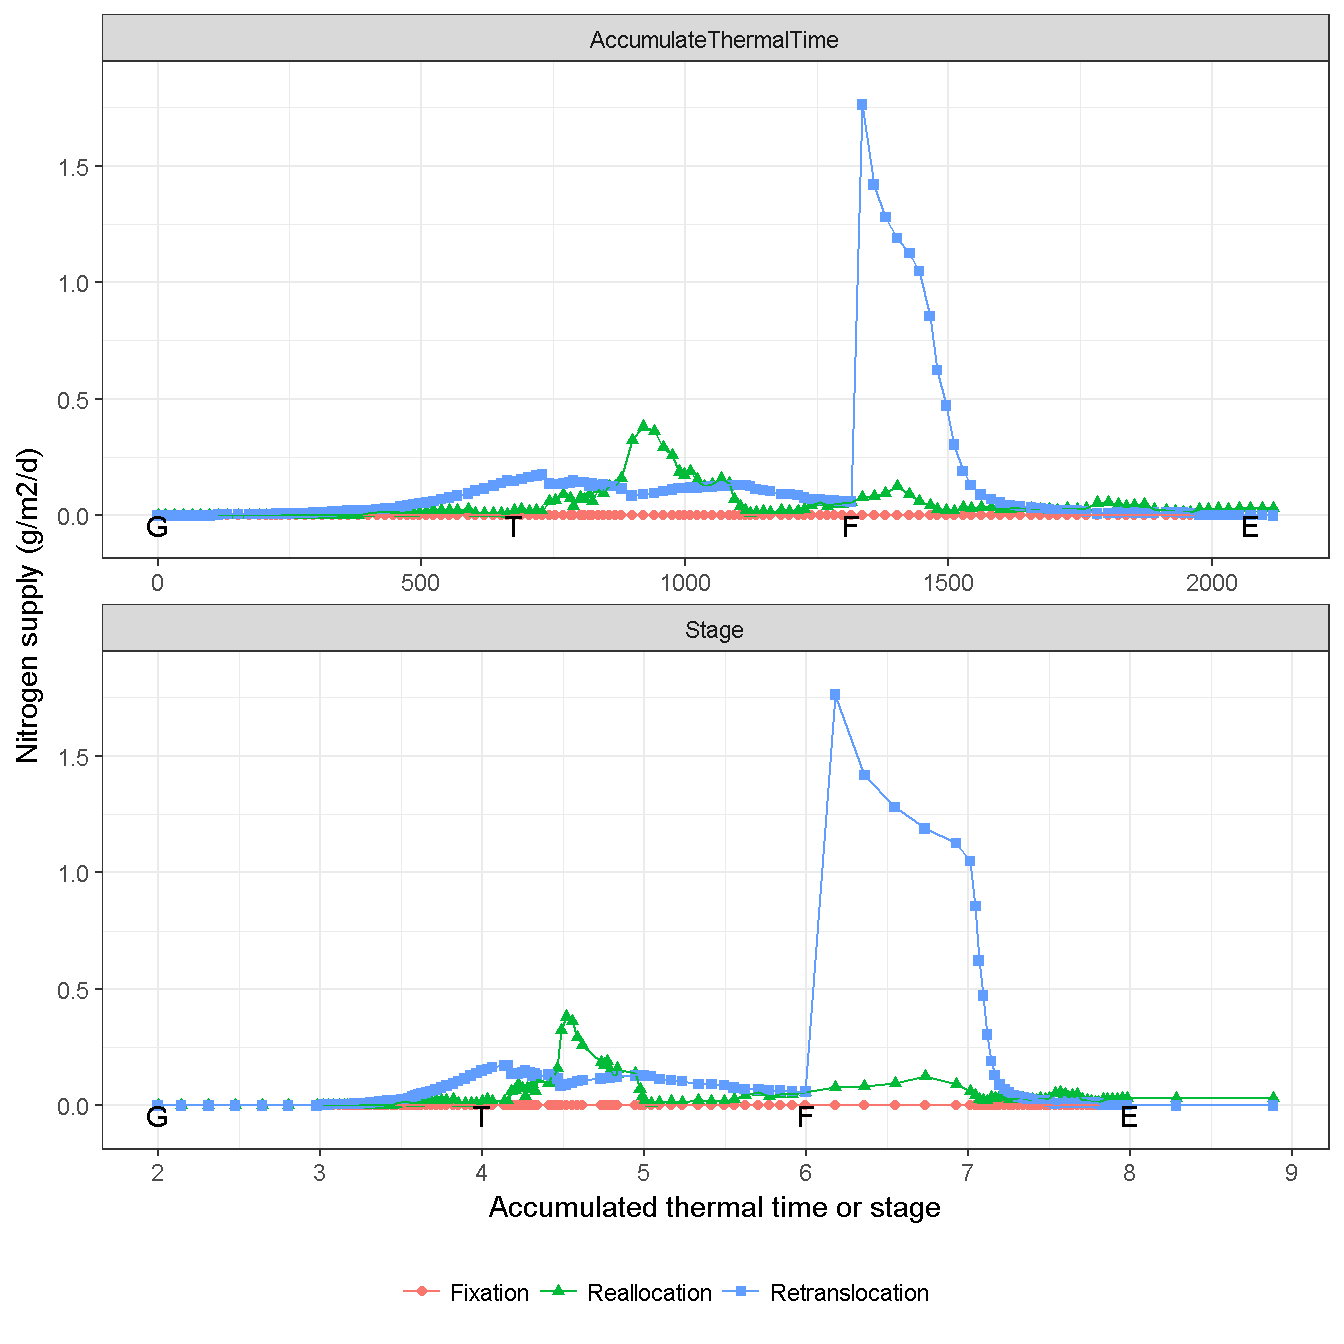 AccumulateThermalTime
Nitrogen supply (g/m2/d)
1.5
1.0
0.5
0.0
G T F E
0 500 1000 1500 2000
Stage
1.5
1.0
0.5
0.0
G T F E
2 3 4 5 6 7 8 9
Accumulated thermal time or stage
Fixation Reallocation Retranslocation